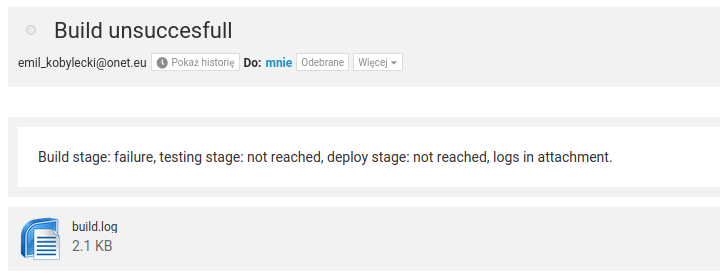 Build unsuccesfull
emil_kobylecki@onet.eu Pokaż historię Do: mnie Odebrane Więcej
Build stage: failure, testing stage: not reached, deploy stage: not reached, logs in attachment.
build.log
2.1 KB